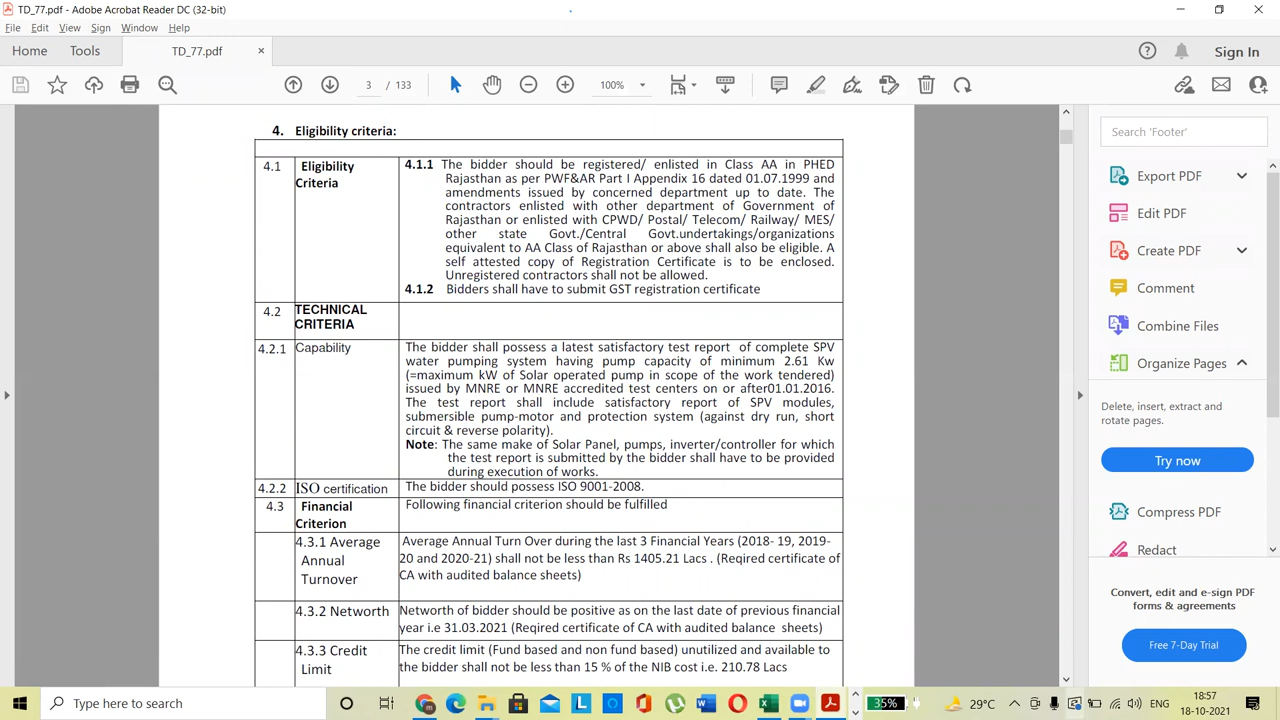 TD_77.pdf - Adobe Acrobat Reader DC (32-bit)
File Edit View Sign Window Help
Home Tools TD_77.pdf × Sign In
3 / 133 100%
4. Eligibility criteria:
4.1 Eligibility Criteria
4.1.1 The bidder should be registered/ enlisted in Class AA in PHED
Rajasthan as per PWF&AR Part I Appendix 16 dated 01.07.1999 and
amendments issued by concerned department up to date. The
contractors enlisted with other department of Government of
Rajasthan or enlisted with CPWD/ Postal/ Telecom/ Railway/ MES/
other state Govt./Central Govt.undertakings/organizations
equivalent to AA Class of Rajasthan or above shall also be eligible. A
self attested copy of Registration Certificate is to be enclosed.
Unregistered contractors shall not be allowed.
4.1.2 Bidders shall have to submit GST registration certificate
4.2 TECHNICAL
CRITERIA
4.2.1 Capability
The bidder shall possess a latest satisfactory test report of complete SPV
water pumping system having pump capacity of minimum 2.61 Kw
(=maximum kW of Solar operated pump in scope of the work tendered)
issued by MNRE or MNRE accredited test centers on or after01.01.2016.
The test report shall include satisfactory report of SPV modules,
submersible pump-motor and protection system (against dry run, short
circuit & reverse polarity).
Note: The same make of Solar Panel, pumps, inverter/controller for which
the test report is submitted by the bidder shall have to be provided
during execution of works.
4.2.2 ISO certification The bidder should possess ISO 9001-2008.
4.3 Financial Following financial criterion should be fulfilled
Criterion
4.3.1 Average
Annual
Turnover
Average Annual Turn Over during the last 3 Financial Years (2018- 19, 2019-
20 and 2020-21) shall not be less than Rs 1405.21 Lacs . (Reqired certificate of
CA with audited balance sheets)
4.3.2 Networth
Networth of bidder should be positive as on the last date of previous financial
year i.e 31.03.2021 (Reqired certificate of CA with audited balance sheets)
4.3.3 Credit
Limit
The credit limit (Fund based and non fund based) unutilized and available to
the bidder shall not be less than 15 % of the NIB cost i.e. 210.78 Lacs
Search 'Footer'
Export PDF
Edit PDF
Create PDF
Comment
Combine Files
Organize Pages
Delete, insert, extract and
rotate pages.
Try now
Compress PDF
Redact
Convert, edit and e-sign PDF
forms & agreements
Free 7-Day Trial
Type here to search
35%
29°C
ENG
18:57
18-10-2021